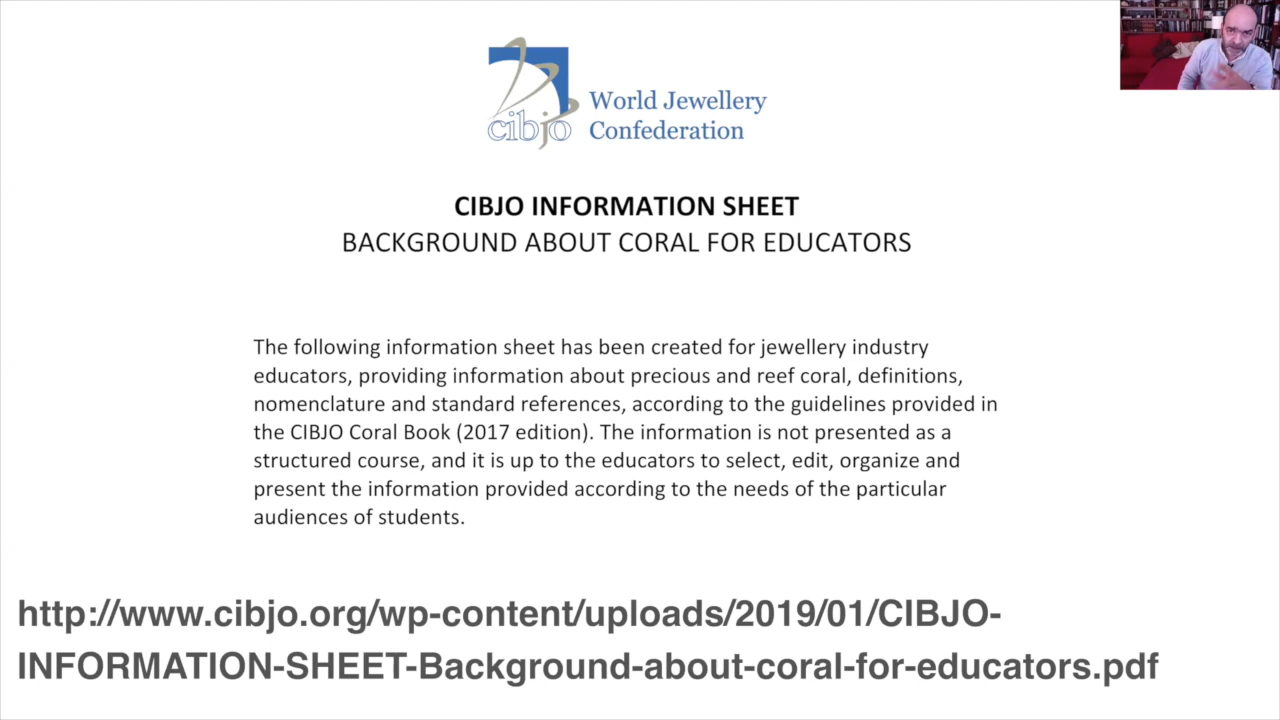 cibjo
World Jewellery
Confederation
CIBJO INFORMATION SHEET
BACKGROUND ABOUT CORAL FOR EDUCATORS
The following information sheet has been created for jewellery industry
educators, providing information about precious and reef coral, definitions,
nomenclature and standard references, according to the guidelines provided in
the CIBJO Coral Book (2017 edition). The information is not presented as a
structured course, and it is up to the educators to select, edit, organize and
present the information provided according to the needs of the particular
audiences of students.
http://www.cibjo.org/wp-content/uploads/2019/01/CIBJO-
INFORMATION-SHEET-Background-about-coral-for-educators.pdf